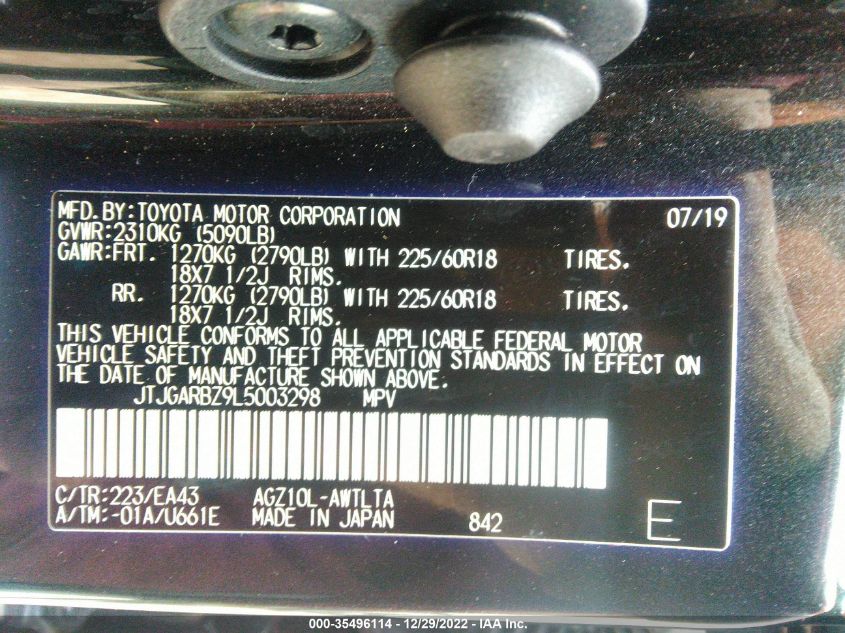 MFD.BY:TOYOTA MOTOR CORPORATION 07/19
GVWR:2310KG (5090LB)
GAWR:FRT. 1270KG (2790LB) WITH 225/60R18 TIRES.
18X7 1/2J RIMS.
RR. 1270KG (2790LB) WITH 225/60R18 TIRES.
18X7 1/2J RIMS.
THIS VEHICLE CONFORMS TO ALL APPLICABLE FEDERAL MOTOR
VEHICLE SAFETY AND THEFT PREVENTION STANDARDS IN EFFECT ON
THE DATE OF MANUFACTURE SHOWN ABOVE.
JTJGARBZ9L5003298 MPV
C/TR:223/EA43 AGZ10L-AWTLTA
A/TM:-01A/U661E MADE IN JAPAN 842 E
000-35496114 - 12/29/2022 - IAA Inc.